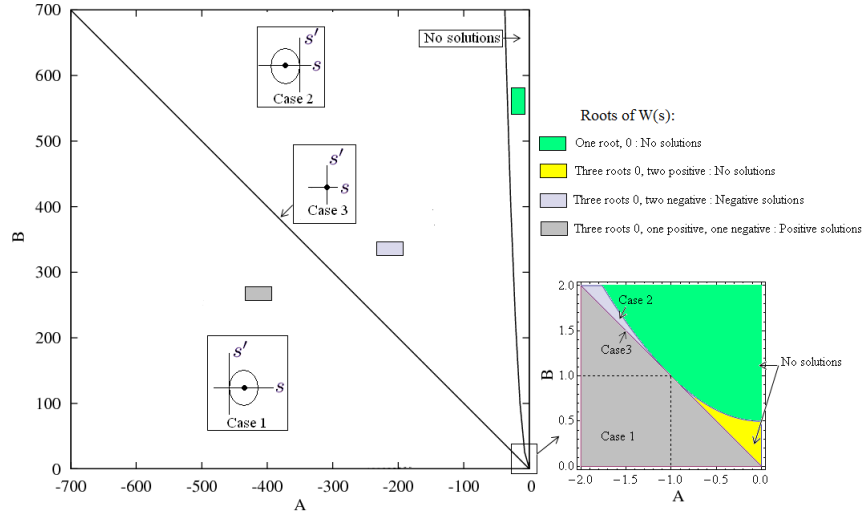 700
600
500
400
300
200
100
0
B
-700
-600
-500
-400
-300
-200
-100
0
A
s'
s
Case 2
s'
s
Case 3
s'
s
Case 1
No solutions
Roots of W(s):
One root, 0 : No solutions
Three roots 0, two positive : No solutions
Three roots 0, two negative : Negative solutions
Three roots 0, one positive, one negative : Positive solutions
2.0
1.5
1.0
0.5
0.0
B
Case 2
Case3
Case 1
No solutions
-2.0
-1.5
-1.0
-0.5
0.0
A